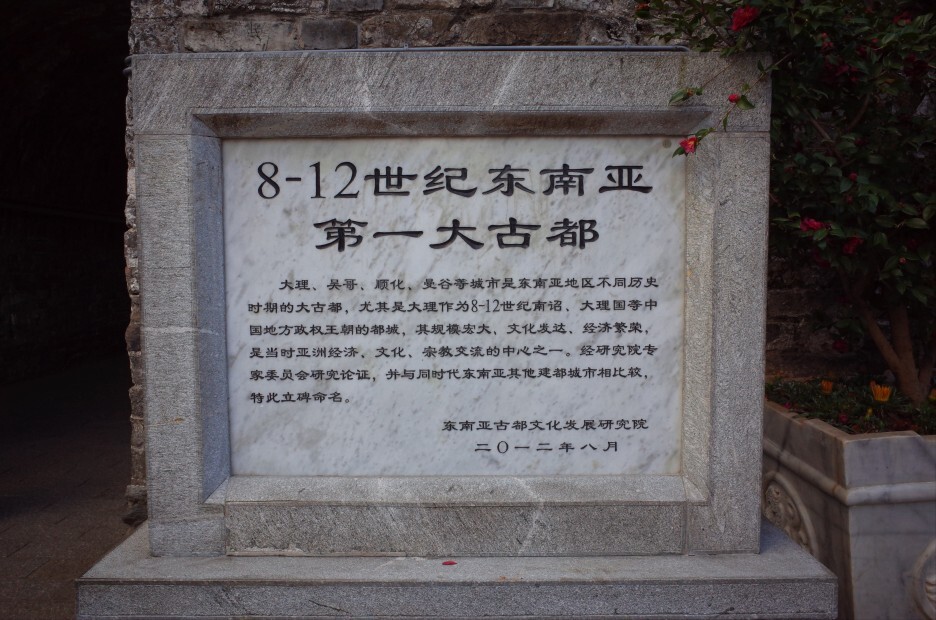 8-12世纪东南亚
第一大古都
大理、吴哥、顺化、曼谷等城市是东南亚地区不同历史
时期的大古都，尤其是大理作为8-12世纪南诏、大理国等中
国地方政权王朝的都城，其规模宏大、文化发达、经济繁荣，
是当时亚洲经济、文化、宗教交流的中心之一。经研究院专
家委员会研究论证，并与同时代东南亚其他建都城市相比较，
特此立碑命名。
东南亚古都文化发展研究院
二〇一二年八月